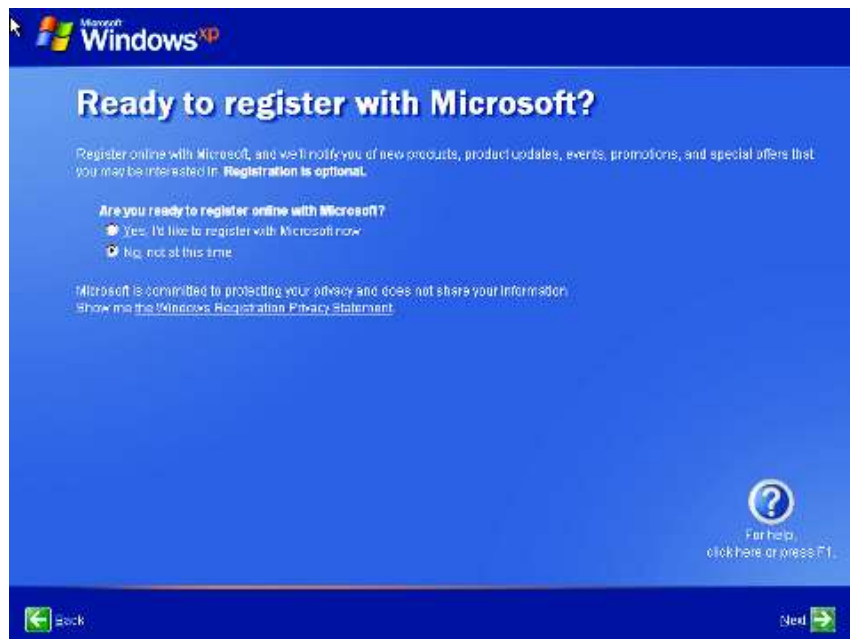 Microsoft
Windows xp
Ready to register with Microsoft?
Register online with Microsoft, and we'll notify you of new products, product updates, events, promotions, and special offers that
you may be interested in. Registration is optional.
Are you ready to register online with Microsoft?
Yes, I'd like to register with Microsoft now
No, not at this time
Microsoft is committed to protecting your privacy and does not share your information.
Show me the Windows Registration Privacy Statement.
For help,
click here or press F1.
Back
Next